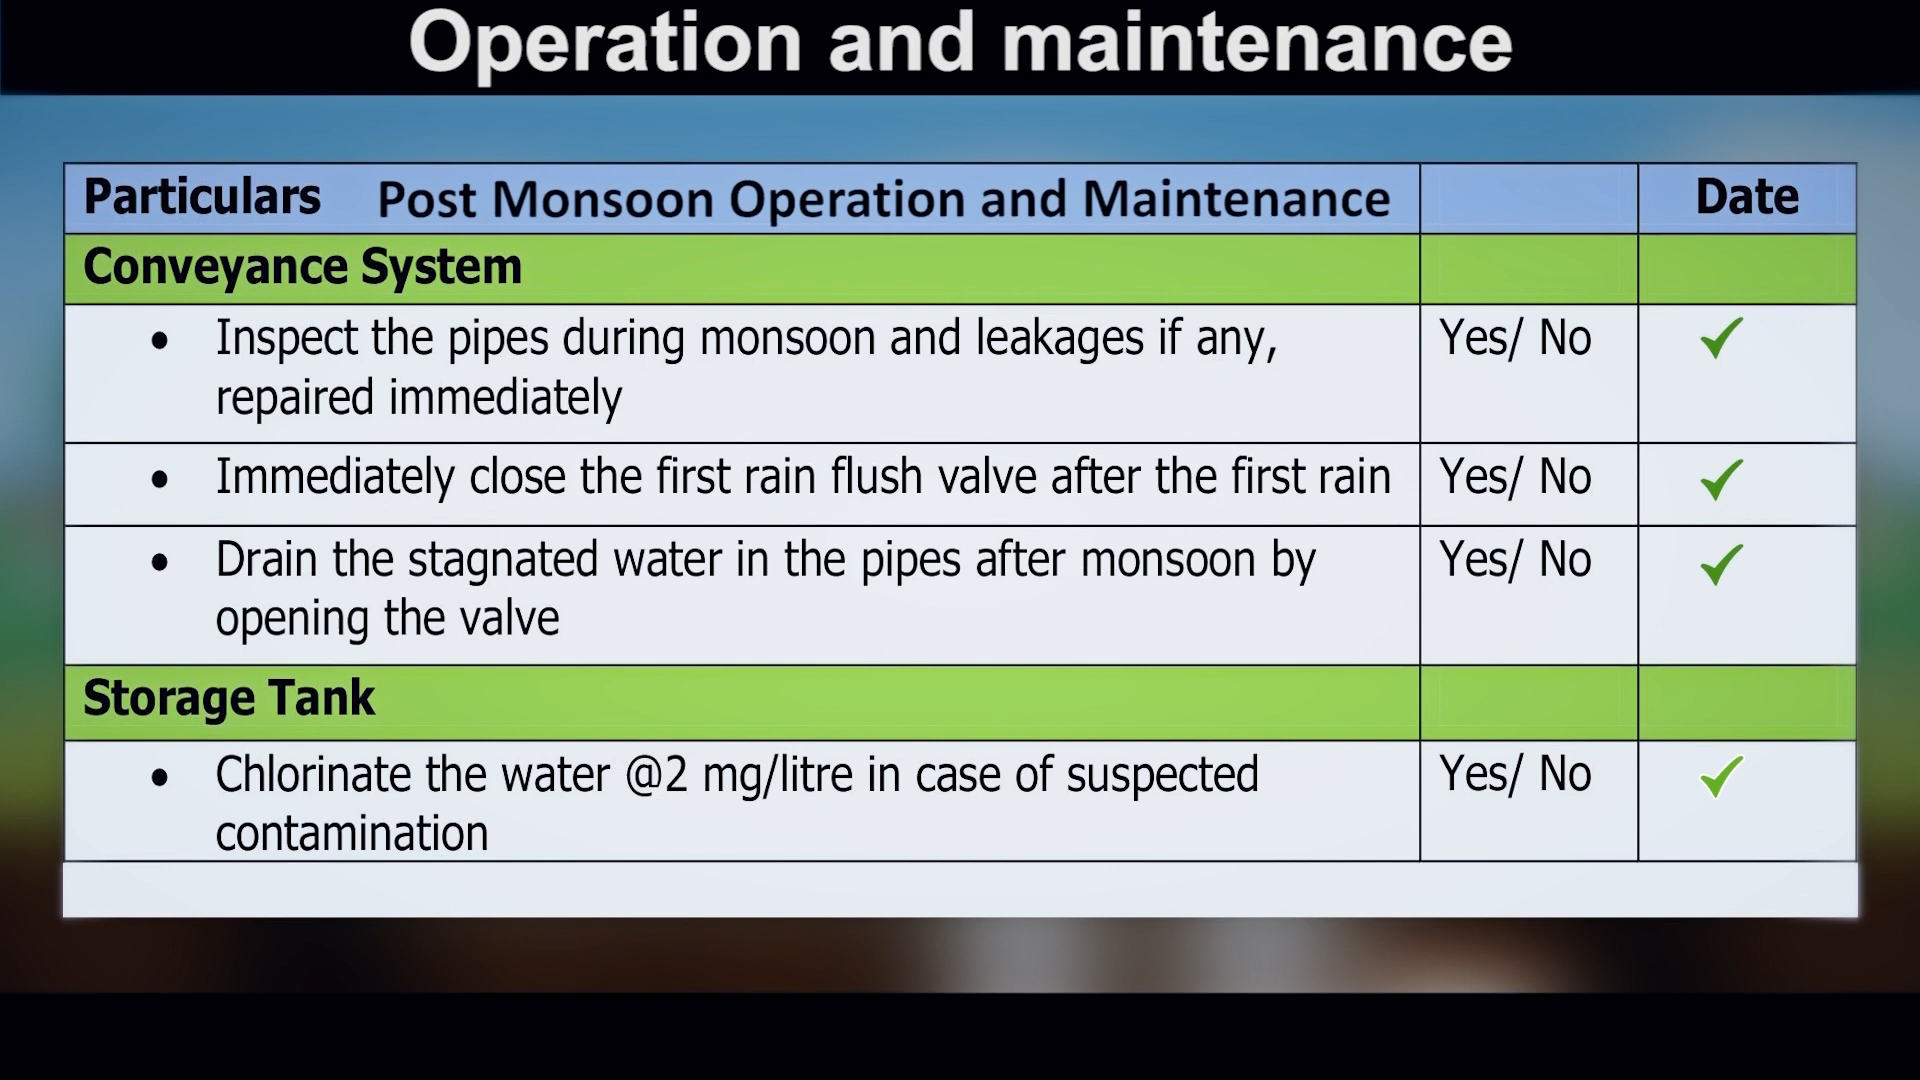 Operation and maintenance
Particulars Post Monsoon Operation and Maintenance Date
Conveyance System
• Inspect the pipes during monsoon and leakages if any, Yes/ No ✓
repaired immediately
• Immediately close the first rain flush valve after the first rain Yes/ No ✓
• Drain the stagnated water in the pipes after monsoon by Yes/ No ✓
opening the valve
Storage Tank
• Chlorinate the water @2 mg/litre in case of suspected Yes/ No ✓
contamination